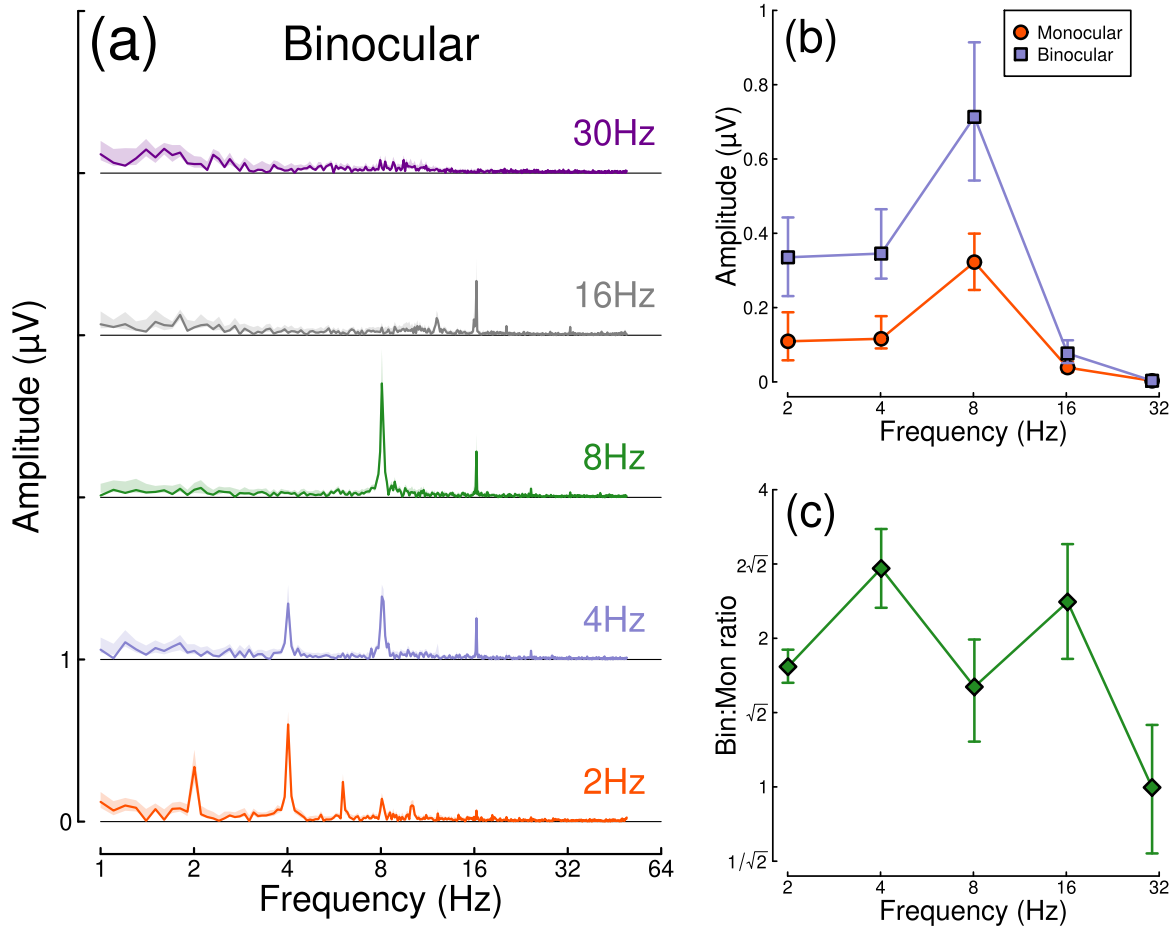 (a)
Binocular
30Hz
16Hz
8Hz
4Hz
2Hz
Amplitude (µV)
1
0
1 2 4 8 16 32 64
Frequency (Hz)
(b)
Monocular
Binocular
Amplitude (µV)
1
0.8
0.6
0.4
0.2
0
2 4 8 16 32
Frequency (Hz)
(c)
Bin:Mon ratio
4
2√2
2
√2
1
1/√2
2 4 8 16 32
Frequency (Hz)